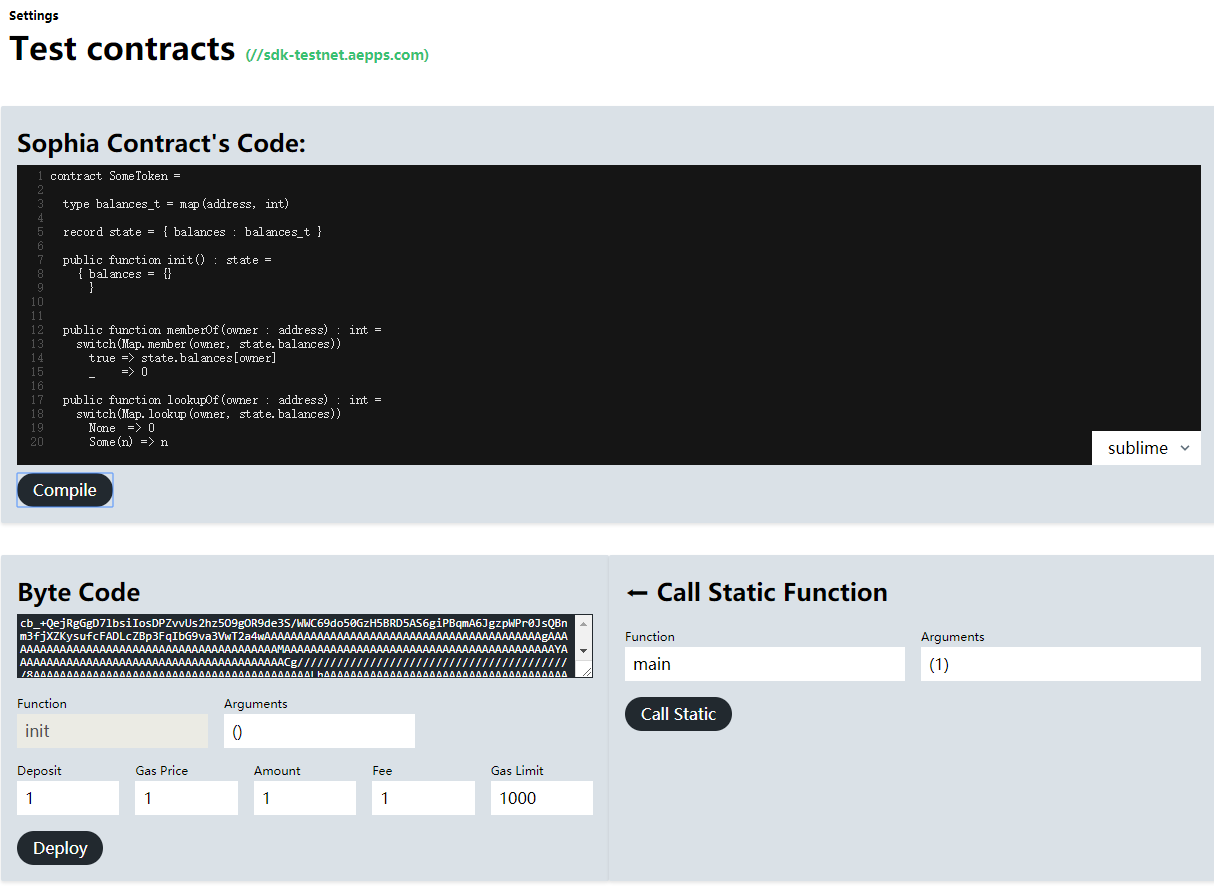 Settings
Test contracts (//sdk-testnet.aepps.com)
Sophia Contract's Code:
1 contract SomeToken =
2
3 type balances_t = map(address, int)
4
5 record state = { balances : balances_t }
6
7 public function init() : state =
8 { balances = {}
9 }
10
11
12 public function memberOf(owner : address) : int =
13 switch(Map.member(owner, state.balances))
14 true => state.balances[owner]
15 _ => 0
16
17 public function lookupOf(owner : address) : int =
18 switch(Map.lookup(owner, state.balances))
19 None => 0
20 Some(n) => n
sublime
Compile
Byte Code
Function
init
Arguments
()
Deposit
1
Gas Price
1
Amount
1
Fee
1
Gas Limit
1000
Deploy
← Call Static Function
Function
main
Arguments
(1)
Call Static